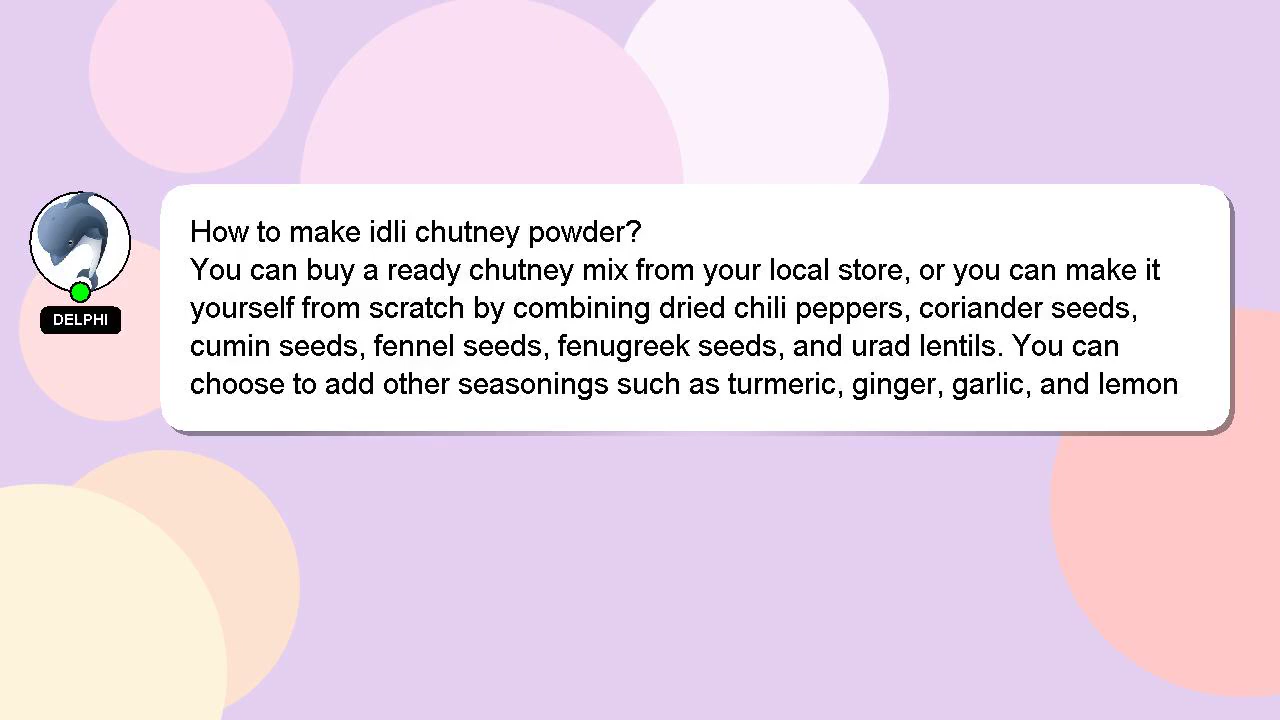 How to make idli chutney powder?
You can buy a ready chutney mix from your local store, or you can make it
yourself from scratch by combining dried chili peppers, coriander seeds,
cumin seeds, fennel seeds, fenugreek seeds, and urad lentils. You can
choose to add other seasonings such as turmeric, ginger, garlic, and lemon
DELPHI